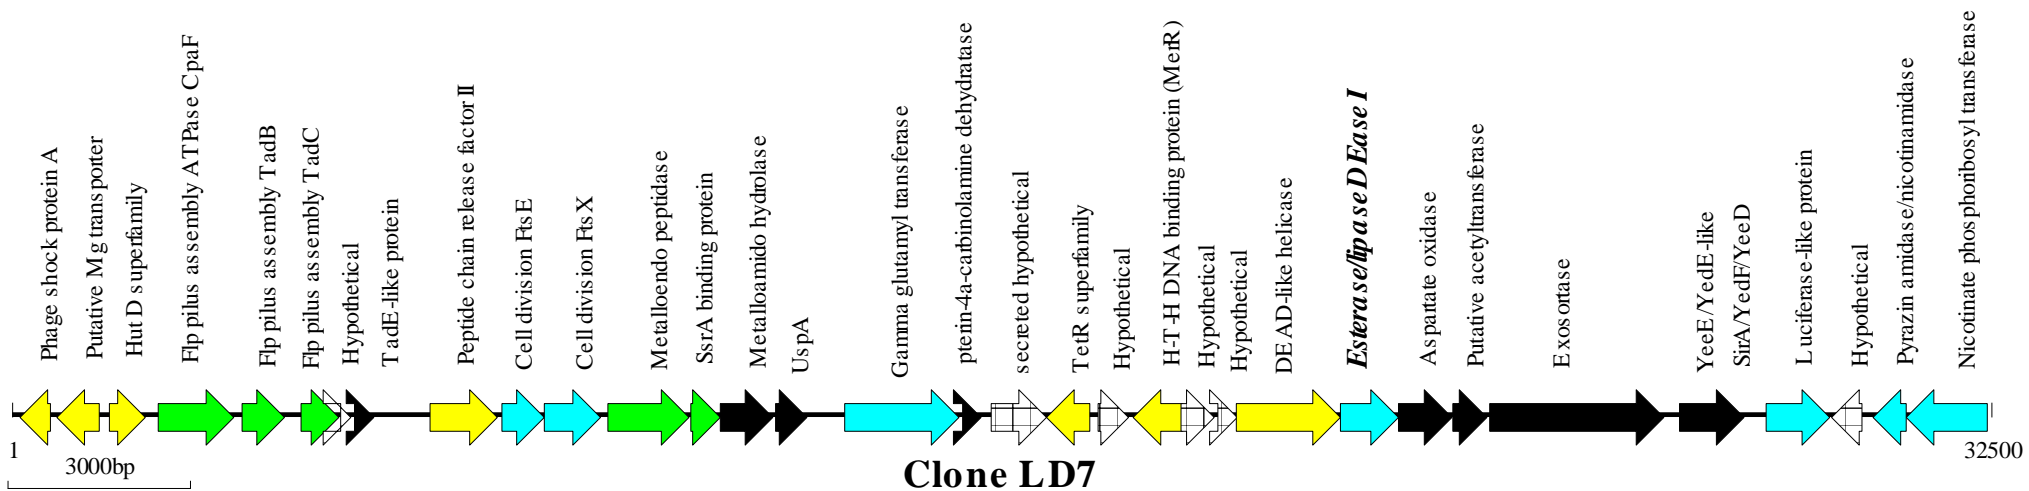 Phage shock protein A
Putative Mg transporter
Hut D superfamily
Flp pilus assembly ATPase CpaF
Flp pilus assembly TadB
Flp pilus assembly TadC
Hypothetical
TadE-like protein
Peptide chain release factor II
Cell division FtsE
Cell division FtsX
Metalloendo peptidase
SsrA binding protein
Metalloamido hydrolase
UspA
Gamma glutamyl transferase
pterin-4a-carbinolamine dehydratase
secreted hypothetical
TetR superfamily
Hypothetical
H-T-H DNA binding protein (MerR)
Hypothetical
Hypothetical
DEAD-like helicase
Esterase/lipase DEase I
Aspartate oxidase
Putative acetyltransferase
Exosortase
YeeE/YedE-like
SirA/YedF/YeeD
Luciferase-like protein
Hypothetical
Pyrazin amidase/nicotinamidase
Nicotinate phosphoribosyl transferase
1
32500
3000bp
Clone LD7